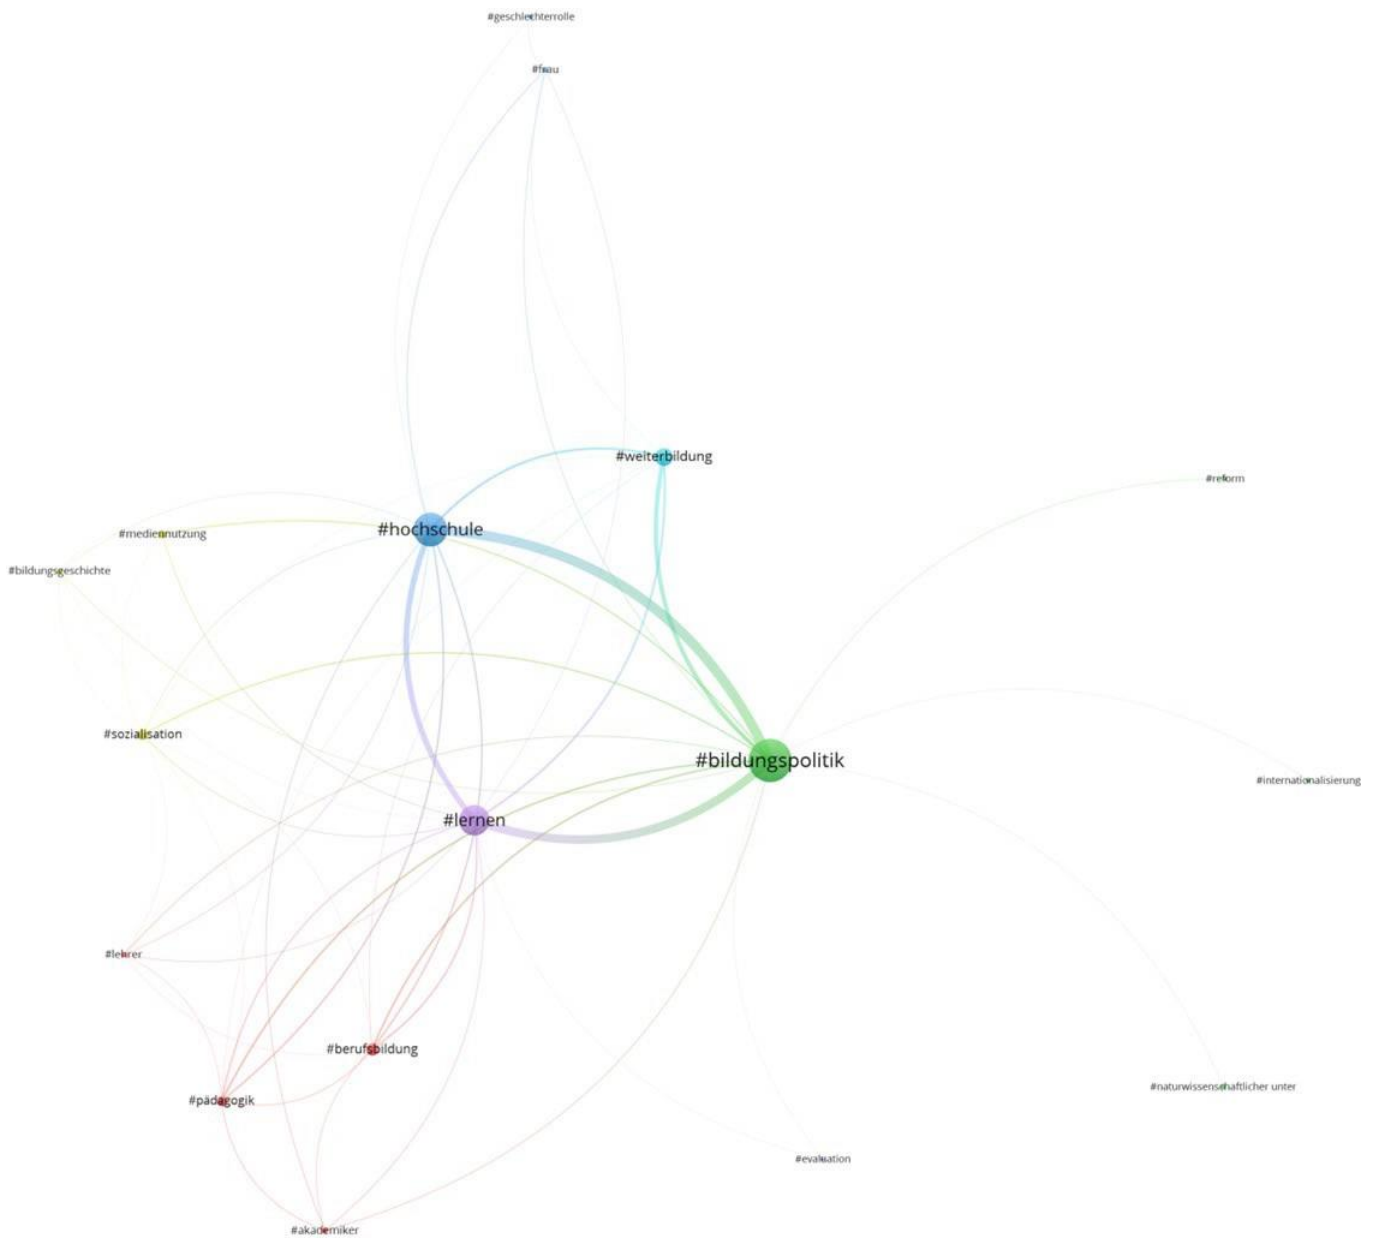 #geschlechterrolle
#frau
#weiterbildung
#reform
#hochschule
#mediennutzung
#bildungsgeschichte
#sozialisation
#bildungspolitik
#internationalisierung
#lernen
#lehrer
#berufsbildung
#naturwissenschaftlicher unter
#pädagogik
#evaluation
#akademiker